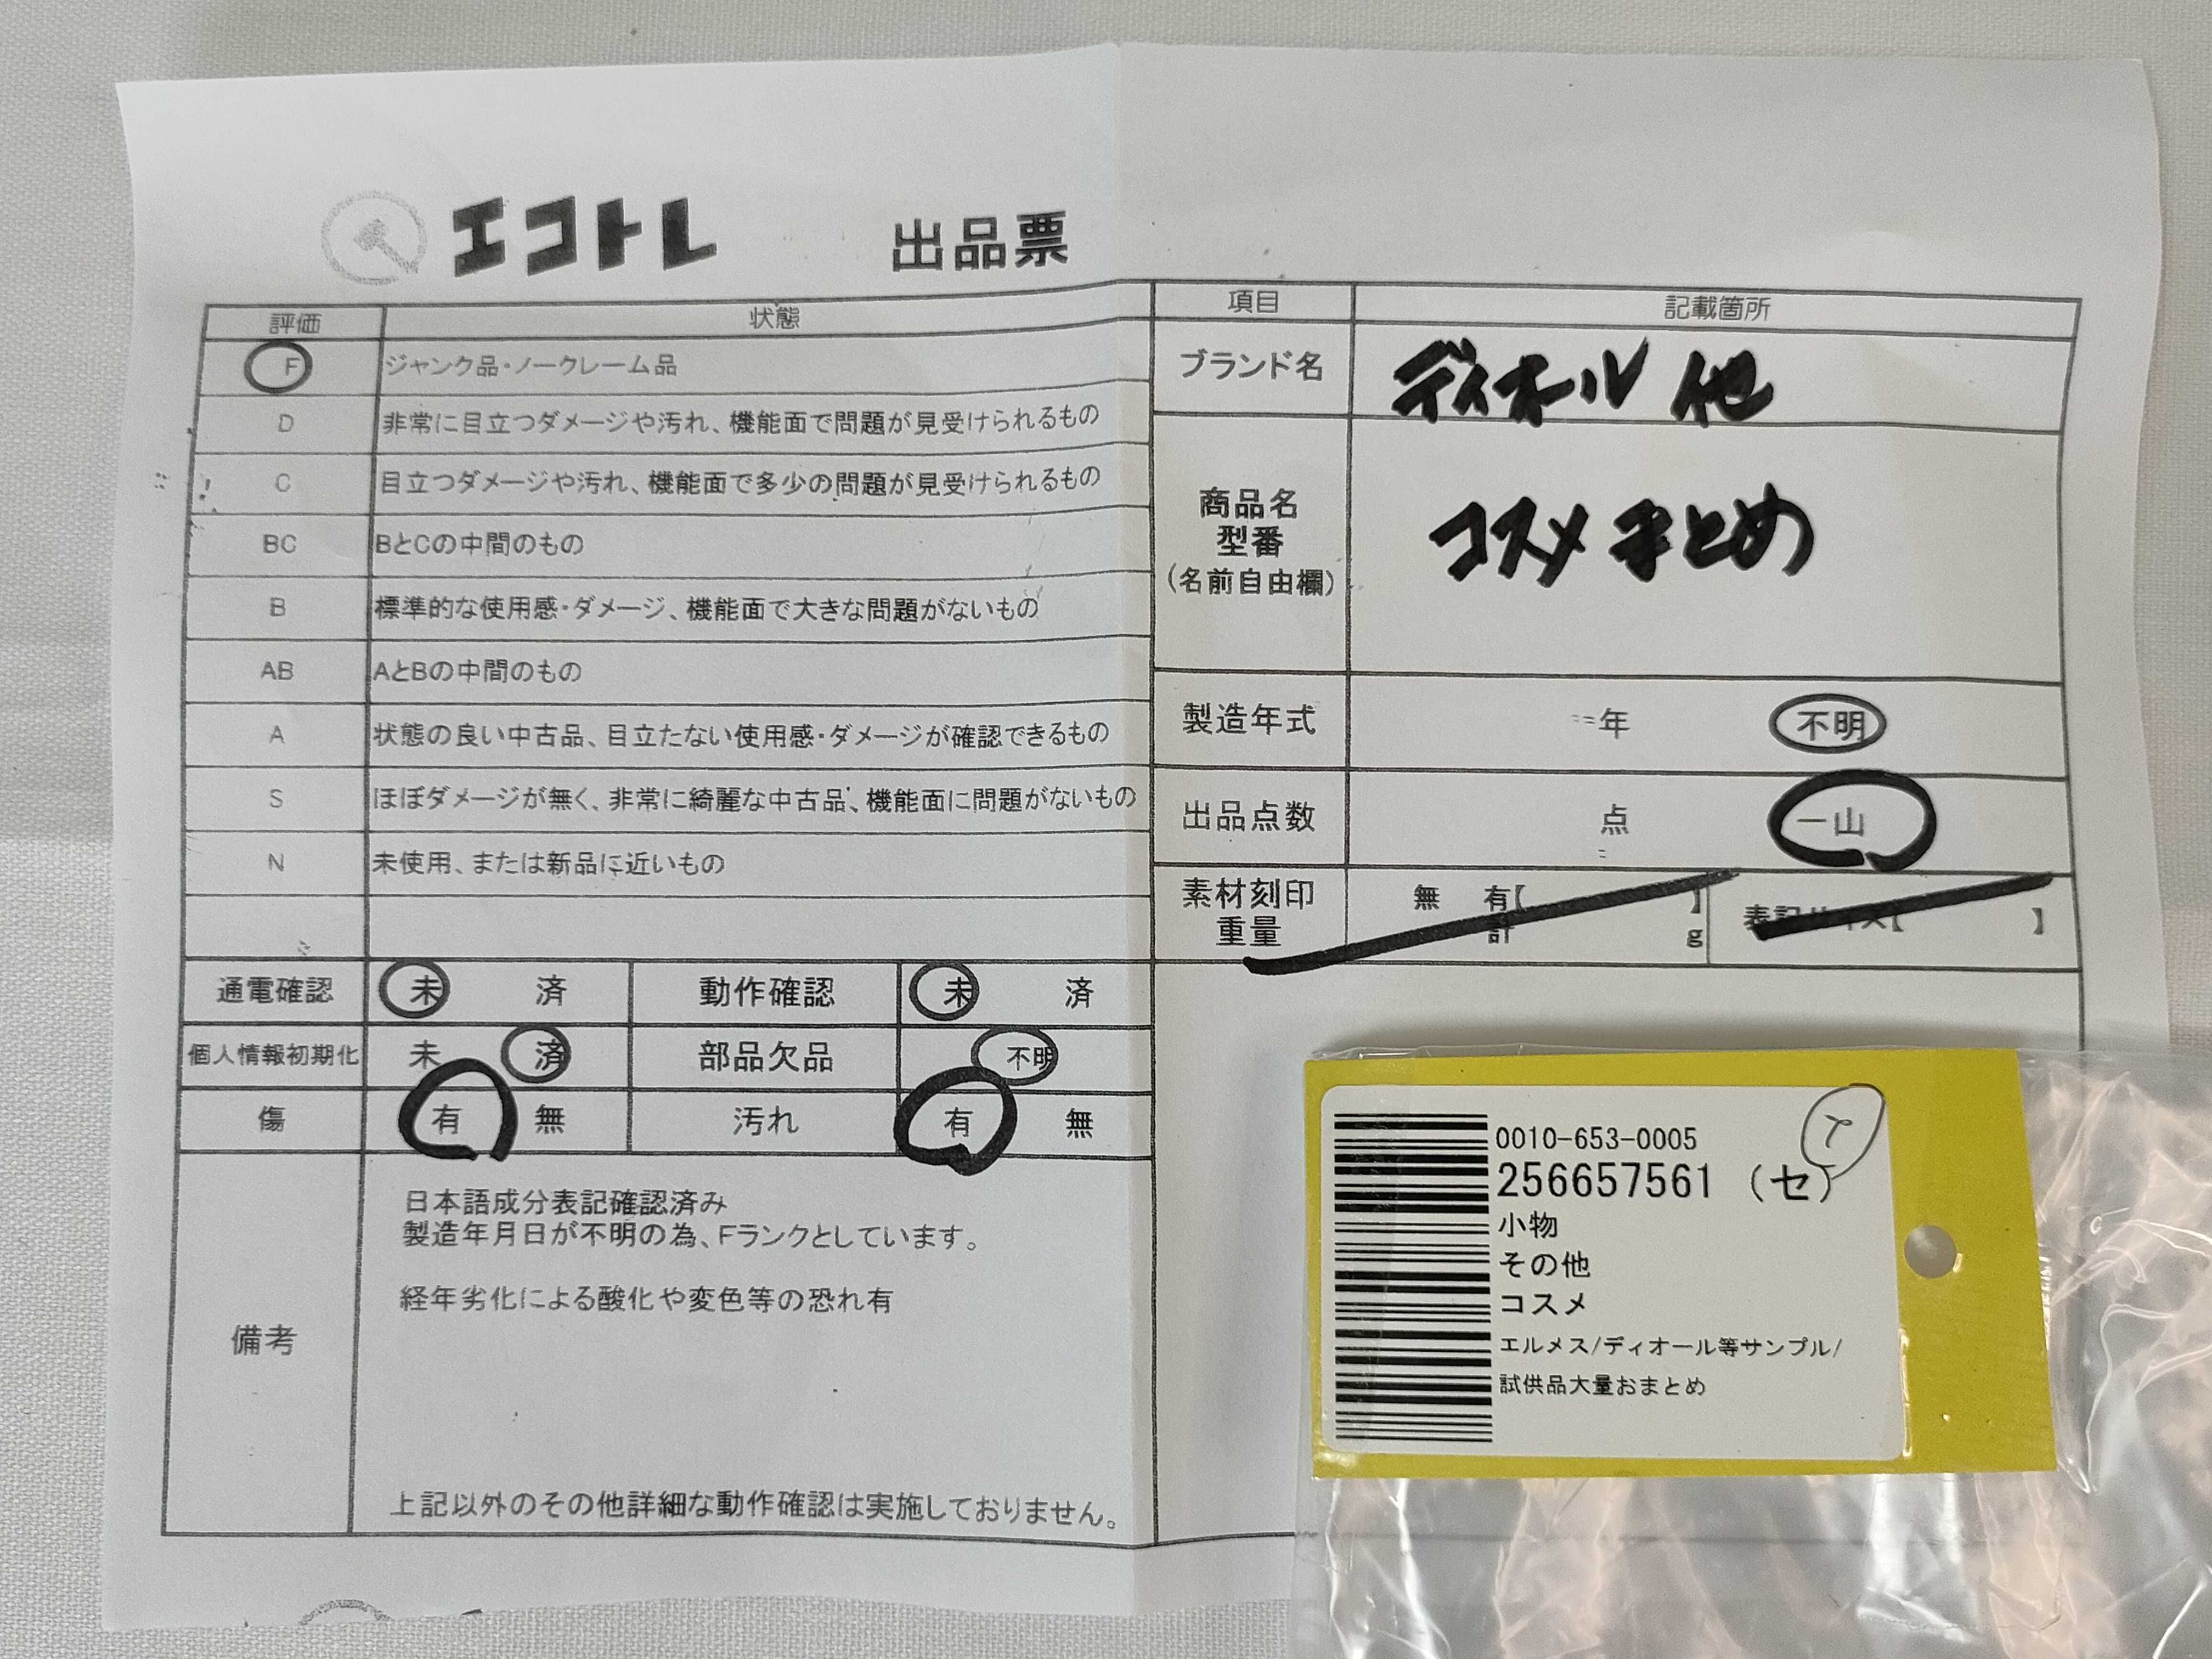 エコトレ 出品票
評価 状態
F ジャンク品・ノークレーム品
D 非常に目立つダメージや汚れ、機能面で問題が見受けられるもの
C 目立つダメージや汚れ、機能面で多少の問題が見受けられるもの
BC BとCの中間のもの
B 標準的な使用感・ダメージ、機能面で大きな問題がないもの
AB AとBの中間のもの
A 状態の良い中古品、目立たない使用感・ダメージが確認できるもの
S ほぼダメージが無く、非常に綺麗な中古品、機能面に問題がないもの
N 未使用、または新品に近いもの
通電確認 未 済 動作確認 未 済
個人情報初期化 未 済 部品欠品 不明
傷 有 無 汚れ 有 無
備考
日本語成分表記確認済み
製造年月日が不明の為、Fランクとしています。
経年劣化による酸化や変色等の恐れ有
上記以外のその他詳細な動作確認は実施しておりません。
項目 記載箇所
ブランド名 ディオール 他
商品名
型番
(名前自由欄)
コスメまとめ
製造年式 年 不明
出品点数 点 一山
素材刻印 無 有【 】
重量 計 g
表記サイズ【 】
0010-653-0005
256657561 (セ)
小物
その他
コスメ
エルメス/ディオール等サンプル/
試供品大量おまとめ